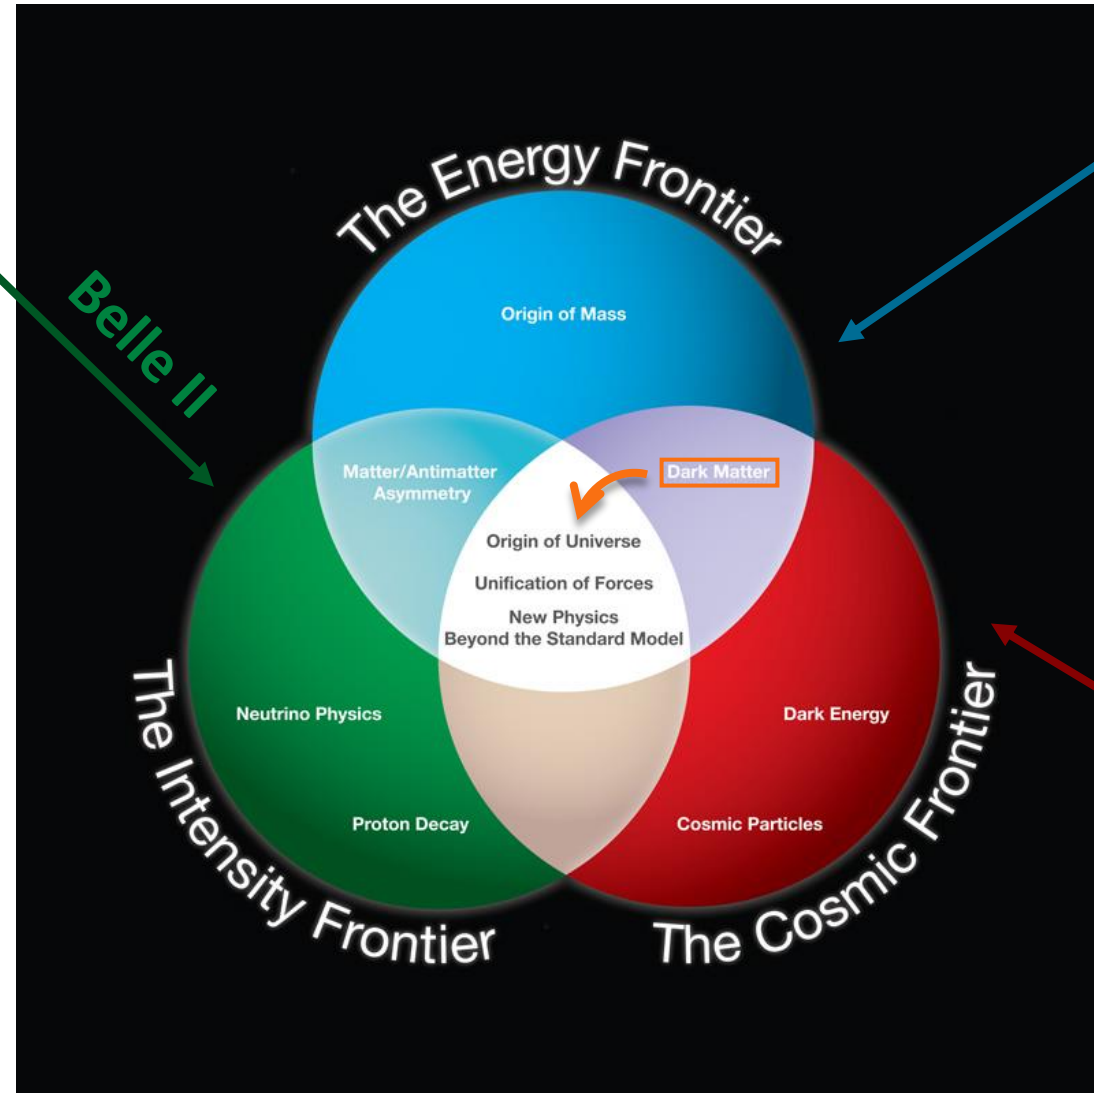 The Energy Frontier
Belle II
Origin of Mass
Matter/Antimatter
Asymmetry
Dark Matter
Origin of Universe
Unification of Forces
New Physics
Beyond the Standard Model
Neutrino Physics
Proton Decay
Dark Energy
Cosmic Particles
The Intensity Frontier
The Cosmic Frontier